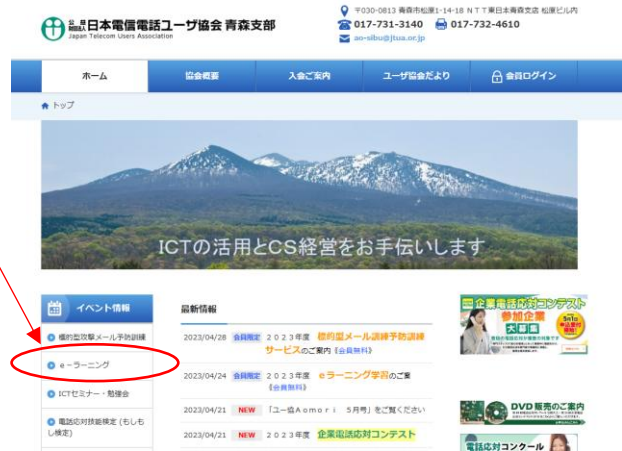 公益財団法人日本電信電話ユーザ協会 青森支部
Japan Telecom Users Association
〒030-0813 青森市松原1-14-18 ＮＴＴ東日本青森支店 松原ビル内
017-731-3140 017-732-4610
ao-sibu@jtua.or.jp
ホーム 協会概要 入会ご案内 ユーザ協会だより 会員ログイン
トップ
ICTの活用とCS経営をお手伝いします
イベント情報
標的型攻撃メール予防訓練
e－ラーニング
ICTセミナー・勉強会
電話応対技能検定 (もしも
し検定)
最新情報
2023/04/28 会員限定 ２０２３年度 標的型メール訓練予防訓練
サービスのご案内《会員無料》
2023/04/24 会員限定 ２０２３年度 ｅラーニング学習のご案
《会員無料》
2023/04/21 NEW 「ユー協Ａｏｍｏｒｉ ５月号」をご覧ください
2023/04/21 NEW ２０２３年度 企業電話応対コンテスト
企業電話応対コンテスト
参加企業
大募集
DVD 販売のご案内
電話応対コンクール